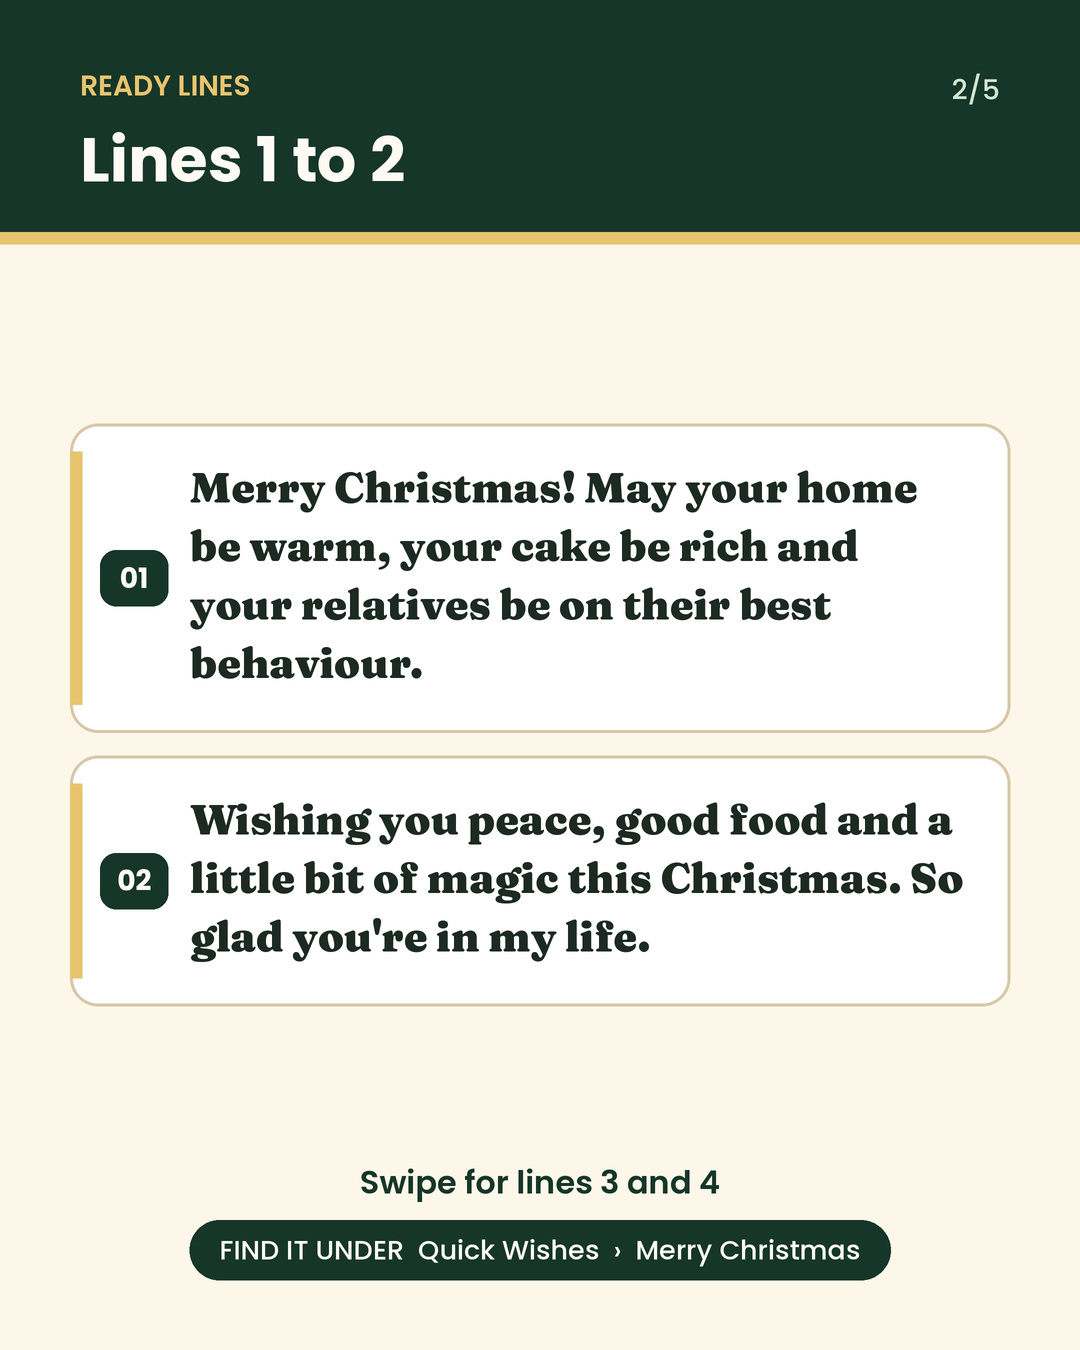 READY LINES
2/5
Lines 1 to 2
01
Merry Christmas! May your home
be warm, your cake be rich and
your relatives be on their best
behaviour.
02
Wishing you peace, good food and a
little bit of magic this Christmas. So
glad you're in my life.
Swipe for lines 3 and 4
FIND IT UNDER Quick Wishes › Merry Christmas